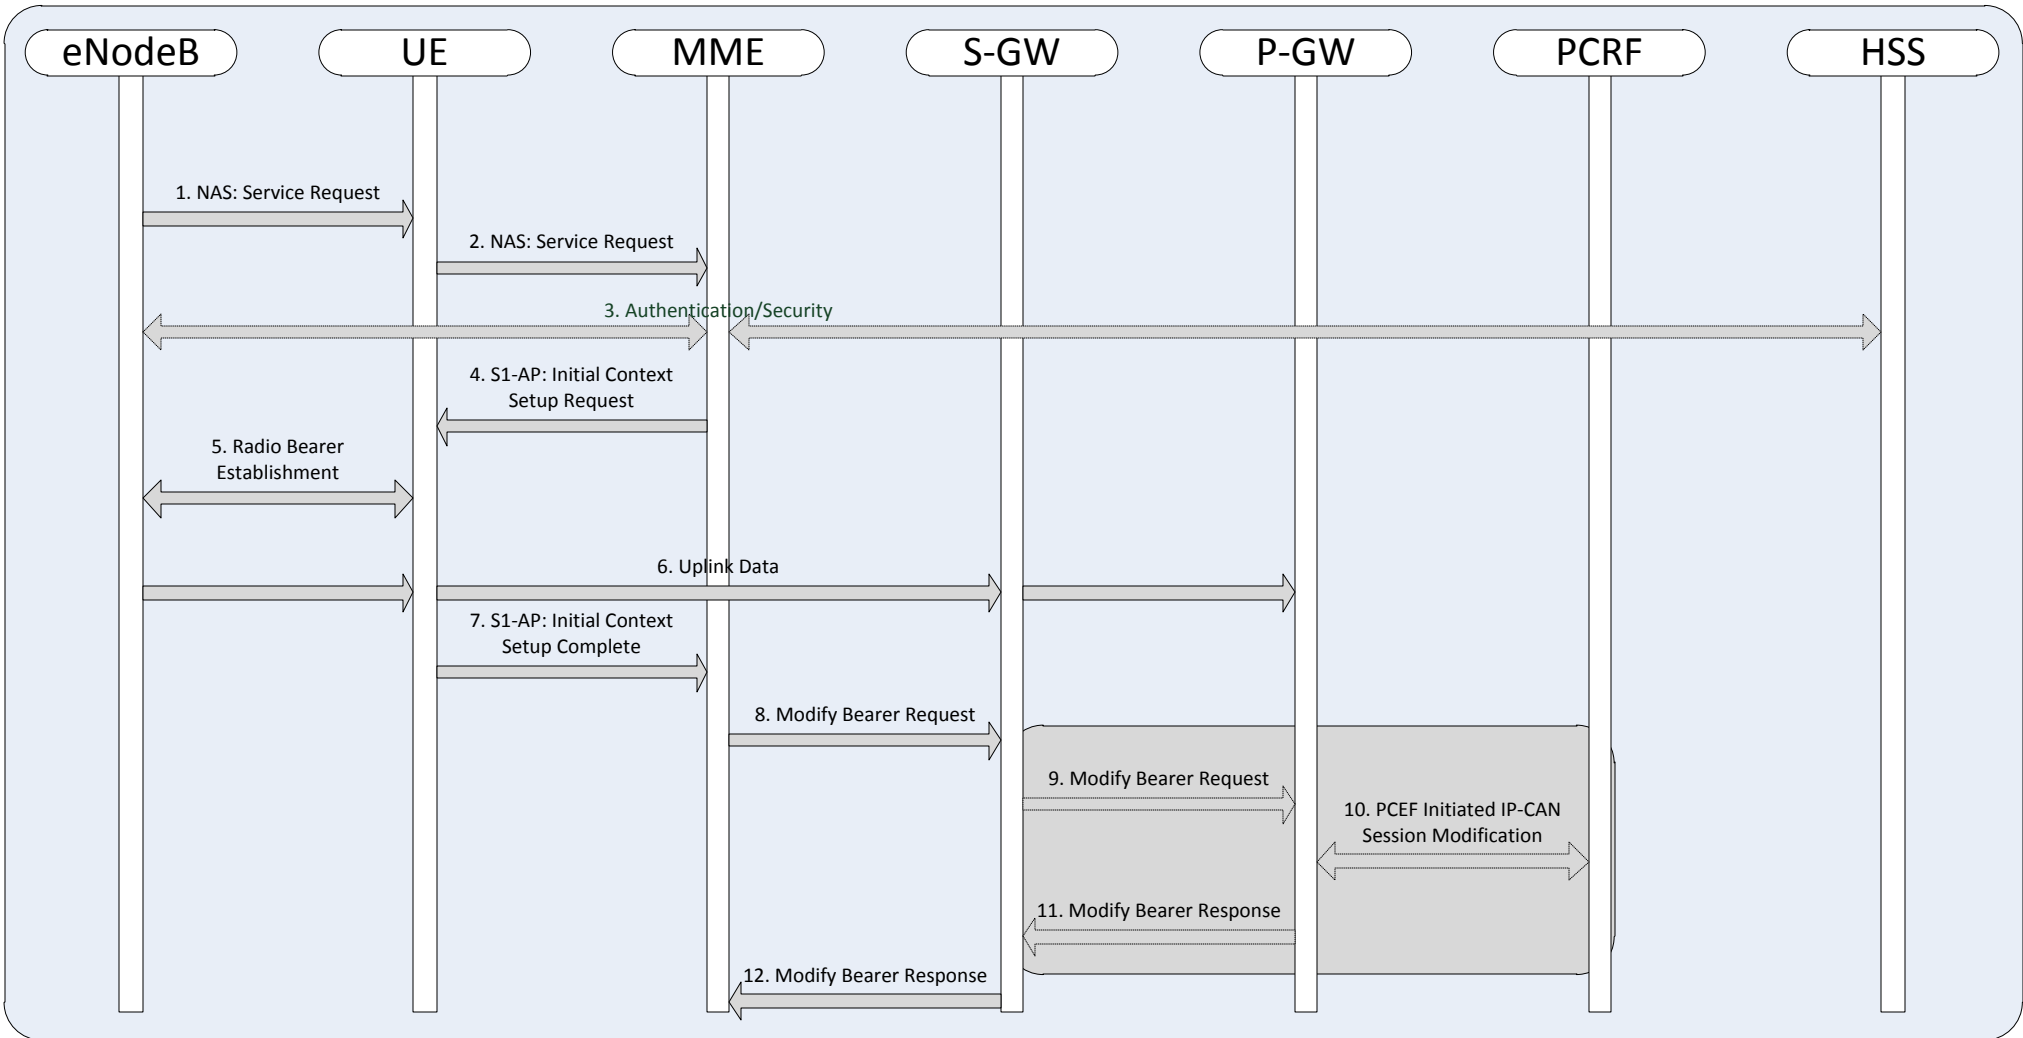 eNodeB
UE
MME
S-GW
P-GW
PCRF
HSS
1. NAS: Service Request
2. NAS: Service Request
3. Authentication/Security
4. S1-AP: Initial Context
Setup Request
5. Radio Bearer
Establishment
6. Uplink Data
7. S1-AP: Initial Context
Setup Complete
8. Modify Bearer Request
9. Modify Bearer Request
10. PCEF Initiated IP-CAN
Session Modification
11. Modify Bearer Response
12. Modify Bearer Response